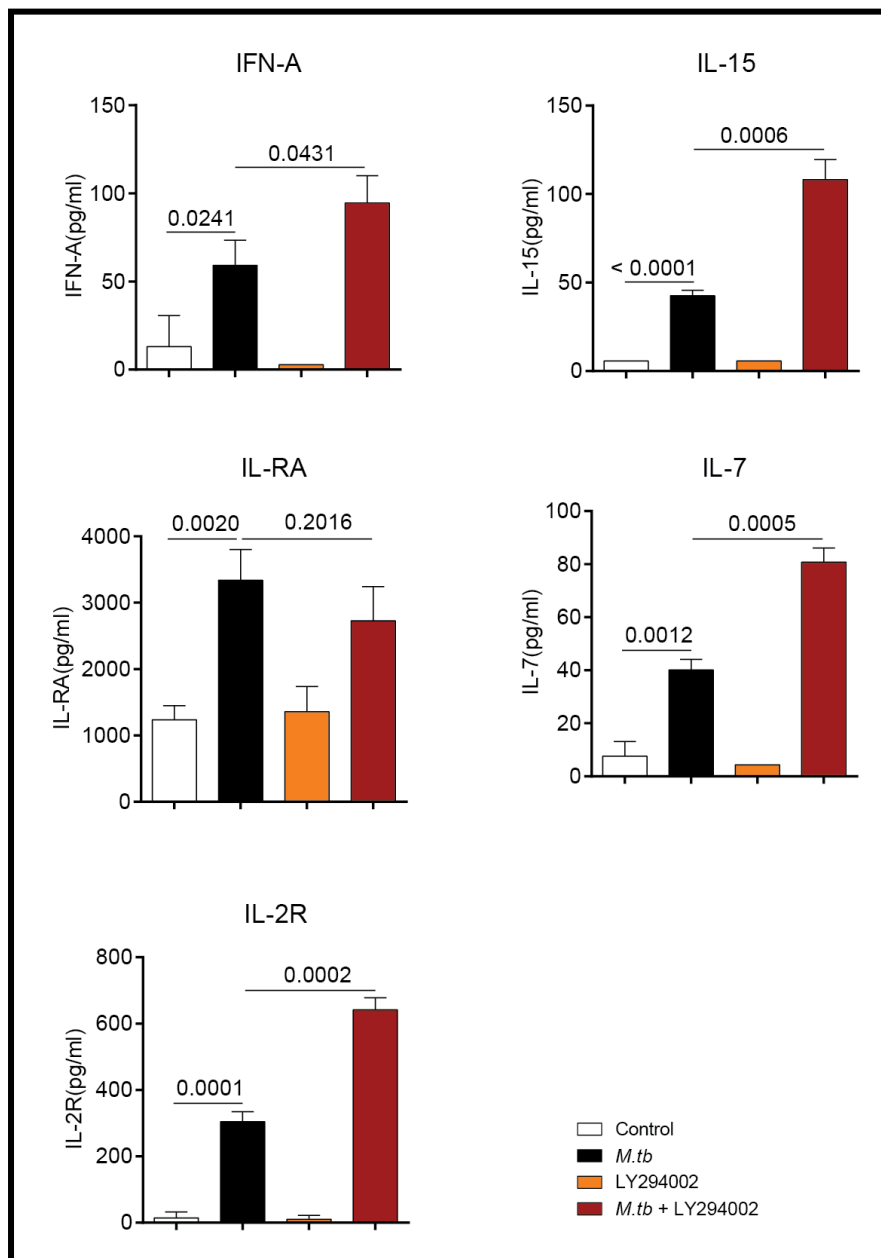 IFN-A
IFN-A(pg/ml)
150
100
50
0
0.0241
0.0431
IL-15
IL-15(pg/ml)
150
100
50
0
< 0.0001
0.0006
IL-RA
IL-RA(pg/ml)
4000
3000
2000
1000
0
0.0020
0.2016
IL-7
IL-7(pg/ml)
100
80
60
40
20
0
0.0012
0.0005
IL-2R
IL-2R(pg/ml)
800
600
400
200
0
0.0001
0.0002
Control
M.tb
LY294002
M.tb + LY294002